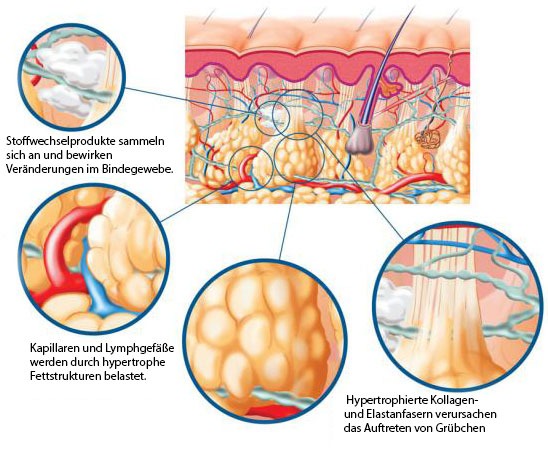 Stoffwechselprodukte sammeln
sich an und bewirken
Veränderungen im Bindegewebe.
Kapillaren und Lymphgefäße
werden durch hypertrophe
Fettstrukturen belastet.
Hypertrophierte Kollagen-
und Elastanfasern verursachen
das Auftreten von Grübchen